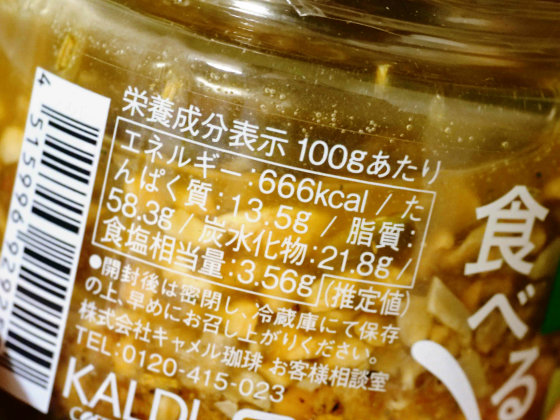 栄養成分表示 100gあたり
エネルギー:666kcal / た
んぱく質:13.5g / 脂質:
58.3g / 炭水化物:21.8g /
食塩相当量:3.56g (推定値)
●開封後は密閉し、冷蔵庫にて保存
の上、早めにお召し上がりください。
株式会社キャメル珈琲 お客様相談室
TEL:0120-415-023
KALDI
食べる
4 515996 9292